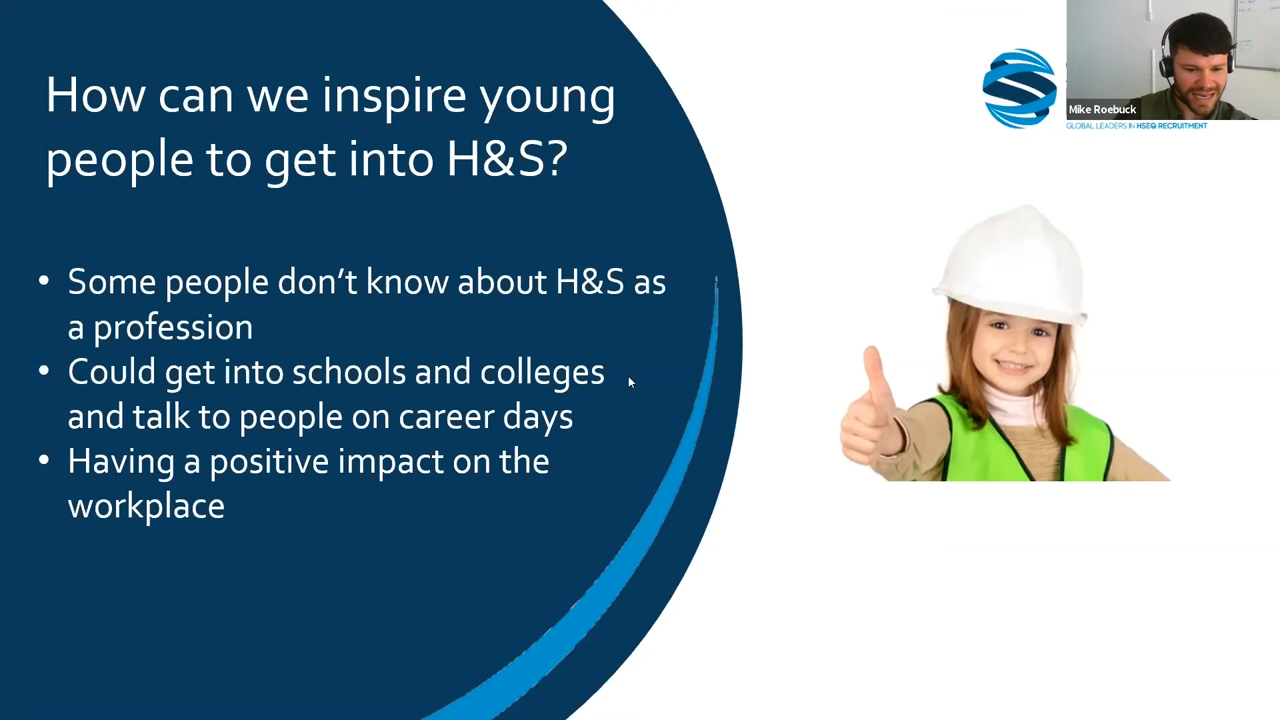 How can we inspire young
people to get into H&S?
• Some people don’t know about H&S as
a profession
• Could get into schools and colleges
and talk to people on career days
• Having a positive impact on the
workplace
Mike Roebuck
GLOBAL LEADERS IN HSEQ RECRUITMENT